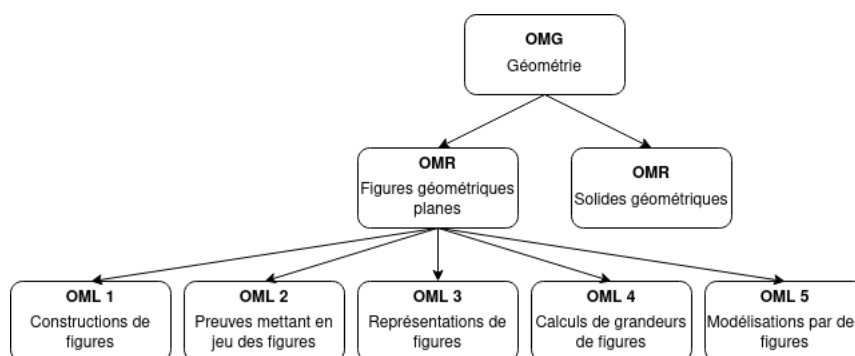 OMG
Géométrie
OMR
Figures géométriques
planes
OMR
Solides géométriques
OML 1
Constructions de
figures
OML 2
Preuves mettant en
jeu des figures
OML 3
Représentations de
figures
OML 4
Calculs de grandeurs
de figures
OML 5
Modélisations par des
figures